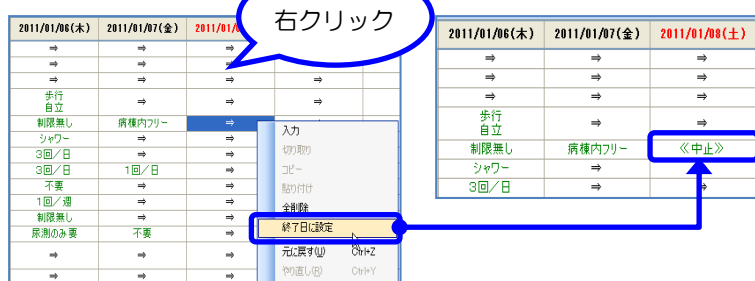 右クリック
2011/01/06(木) 2011/01/07(金) 2011/01/0
⇒ ⇒ ⇒
⇒ ⇒ ⇒
⇒ ⇒ ⇒ ⇒
歩行
自立 ⇒ ⇒ ⇒
制限無し 病棟内フリー ⇒
シャワー ⇒ ⇒
3回/日 ⇒ ⇒
3回/日 1回/日 ⇒
不要 ⇒ ⇒
1回/週 ⇒ ⇒
制限無し ⇒ ⇒
尿測のみ要 不要 ⇒
⇒ ⇒ ⇒
⇒ ⇒ ⇒
入力
切り取り
コピー
貼り付け
全削除
終了日に設定
元に戻す(U) Ctrl+Z
やり直し(R) Ctrl+Y
2011/01/06(木) 2011/01/07(金) 2011/01/08(土)
⇒ ⇒ ⇒
⇒ ⇒ ⇒
⇒ ⇒ ⇒
歩行
自立 ⇒ ⇒
制限無し 病棟内フリー 《中止》
シャワー ⇒
3回/日 ⇒ ⇒